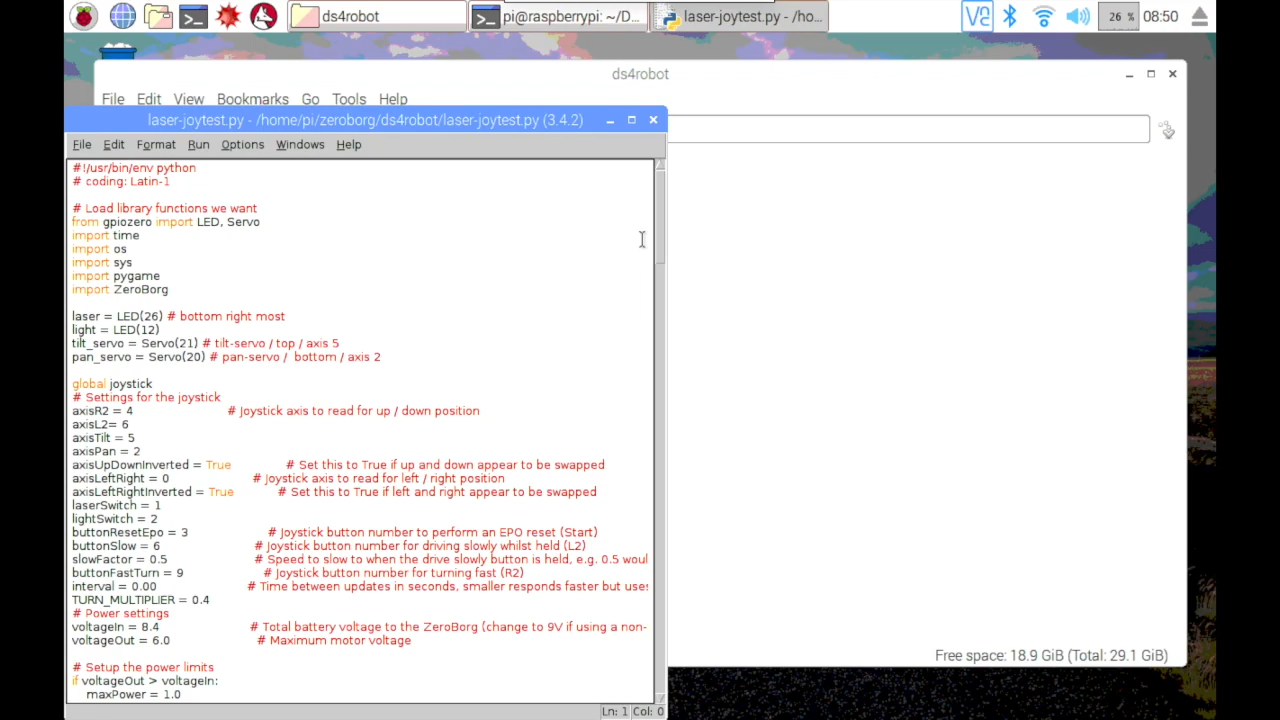 ds4robot
pi@raspberrypi: ~/D...
laser-joytest.py - /ho...
26 %
08:50
ds4robot
File Edit View Bookmarks Go Tools Help
laser-joytest.py - /home/pi/zeroborg/ds4robot/laser-joytest.py (3.4.2)
File Edit Format Run Options Windows Help
#!/usr/bin/env python
# coding: Latin-1
# Load library functions we want
from gpiozero import LED, Servo
import time
import os
import sys
import pygame
import ZeroBorg
laser = LED(26) # bottom right most
light = LED(12)
tilt_servo = Servo(21) # tilt-servo / top / axis 5
pan_servo = Servo(20) # pan-servo / bottom / axis 2
global joystick
# Settings for the joystick
axisR2 = 4 # Joystick axis to read for up / down position
axisL2= 6
axisTilt = 5
axisPan = 2
axisUpDownInverted = True # Set this to True if up and down appear to be swapped
axisLeftRight = 0 # Joystick axis to read for left / right position
axisLeftRightInverted = True # Set this to True if left and right appear to be swapped
laserSwitch = 1
lightSwitch = 2
buttonResetEpo = 3 # Joystick button number to perform an EPO reset (Start)
buttonSlow = 6 # Joystick button number for driving slowly whilst held (L2)
slowFactor = 0.5 # Speed to slow to when the drive slowly button is held, e.g. 0.5 woul
buttonFastTurn = 9 # Joystick button number for turning fast (R2)
interval = 0.00 # Time between updates in seconds, smaller responds faster but uses
TURN_MULTIPLIER = 0.4
# Power settings
voltageIn = 8.4 # Total battery voltage to the ZeroBorg (change to 9V if using a non-
voltageOut = 6.0 # Maximum motor voltage
# Setup the power limits
if voltageOut > voltageIn:
maxPower = 1.0
Free space: 18.9 GiB (Total: 29.1 GiB)
Ln: 1 Col: 0